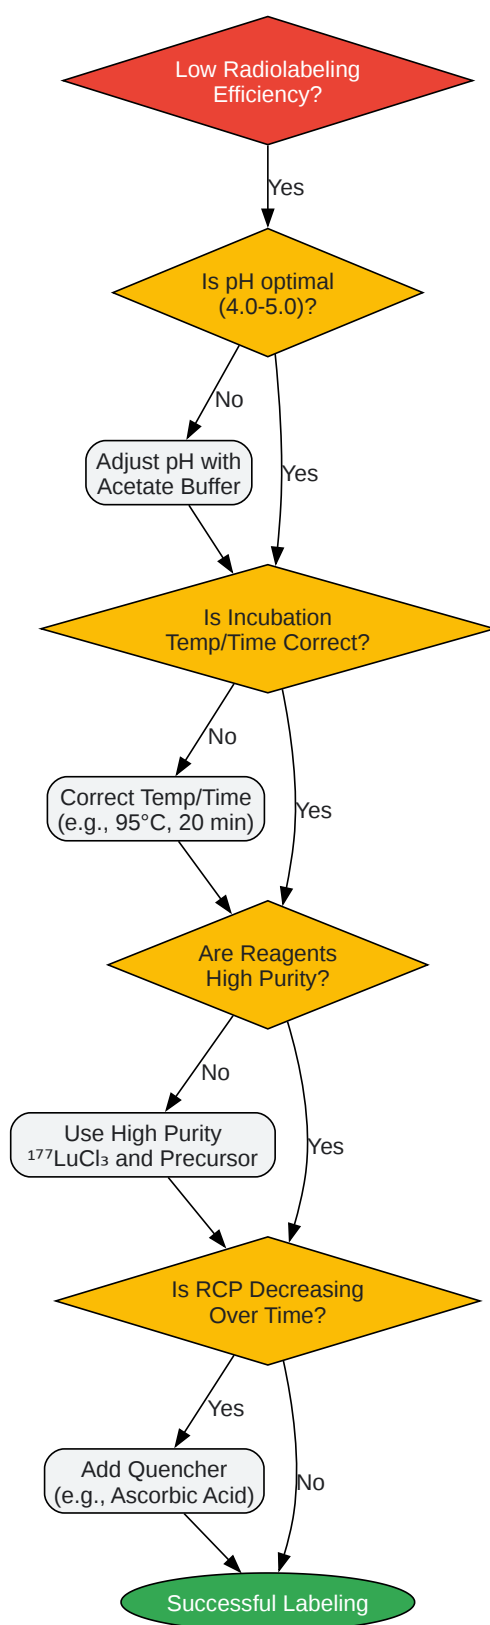 Low Radiolabeling
Efficiency?
Yes
Is pH optimal
(4.0-5.0)?
No
Adjust pH with
Acetate Buffer
Yes
Is Incubation
Temp/Time Correct?
No
Correct Temp/Time
(e.g., 95°C, 20 min)
Yes
Are Reagents
High Purity?
No
Use High Purity
¹⁷⁷LuCl₃ and Precursor
Yes
Is RCP Decreasing
Over Time?
Yes
Add Quencher
(e.g., Ascorbic Acid)
No
Successful Labeling